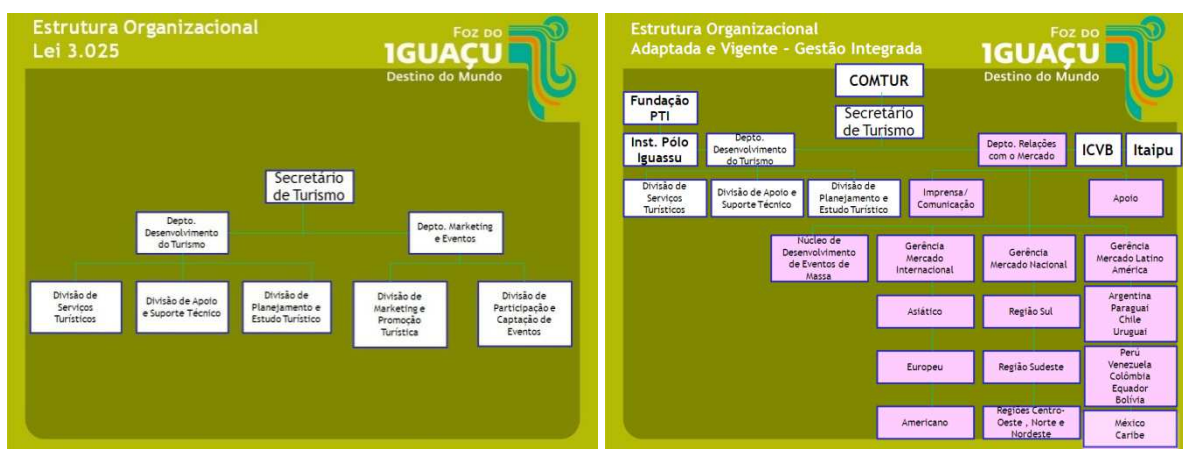 Estrutura Organizacional
Lei 3.025
FOZ DO
IGUAÇU
Destino do Mundo
Secretário
de Turismo
Depto.
Desenvolvimento
do Turismo
Depto. Marketing
e Eventos
Divisão de
Serviços
Turísticos
Divisão de Apoio
e Suporte Técnico
Divisão de
Planejamento e
Estudo Turístico
Divisão de
Marketing e
Promoção
Turística
Divisão de
Participação e
Captação de
Eventos
Estrutura Organizacional
Adaptada e Vigente - Gestão Integrada
FOZ DO
IGUAÇU
Destino do Mundo
COMTUR
Fundação
PTI
Secretário
de Turismo
Inst. Pólo
Iguassu
Depto.
Desenvolvimento
do Turismo
Depto. Relações
com o Mercado
ICVB
Itaipu
Divisão de
Serviços
Turísticos
Divisão de Apoio e
Suporte Técnico
Divisão de
Planejamento e
Estudo Turístico
Imprensa/
Comunicação
Apoio
Núcleo de
Desenvolvimento
de Eventos de
Massa
Gerência
Mercado
Internacional
Gerência
Mercado Nacional
Gerência
Mercado Latino
América
Asiático
Região Sul
Argentina
Paraguai
Chile
Uruguai
Europeu
Região Sudeste
Perú
Venezuela
Colômbia
Equador
Bolívia
Americano
Regiões Centro-
Oeste , Norte e
Nordeste
México
Caribe